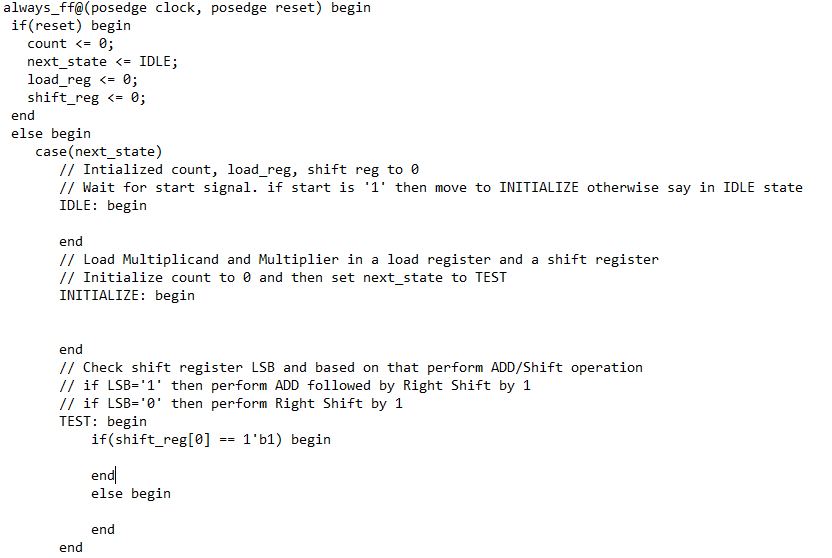 always_ff@(posedge clock, posedge reset) begin
if(reset) begin
count <= 0;
next_state <= IDLE;
load_reg <= 0;
shift_reg <= 0;
end
else begin
case(next_state)
// Intialized count, load_reg, shift reg to 0
// Wait for start signal. if start is '1' then move to INITIALIZE otherwise say in IDLE state
IDLE: begin
end
// Load Multiplicand and Multiplier in a load register and a shift register
// Initialize count to 0 and then set next_state to TEST
INITIALIZE: begin
end
// Check shift register LSB and based on that perform ADD/Shift operation
// if LSB='1' then perform ADD followed by Right Shift by 1
// if LSB='0' then perform Right Shift by 1
TEST: begin
if(shift_reg[0] == 1'b1) begin
end
else begin
end
end